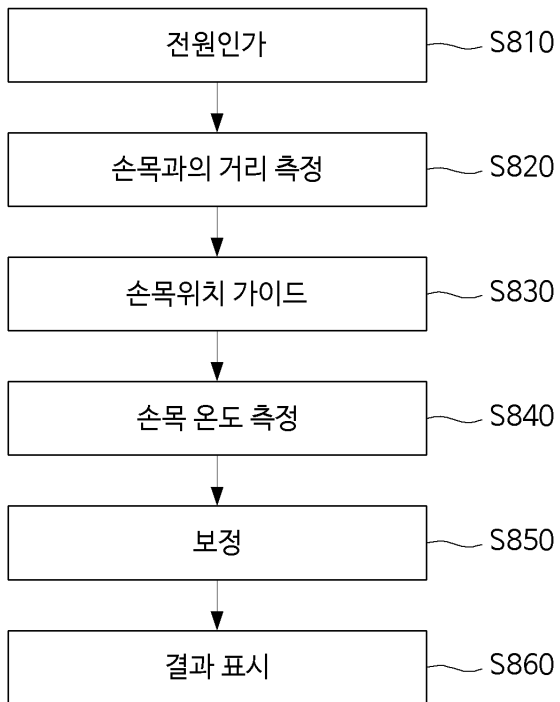 전원인가 S810
손목과의 거리 측정 S820
손목위치 가이드 S830
손목 온도 측정 S840
보정 S850
결과 표시 S860